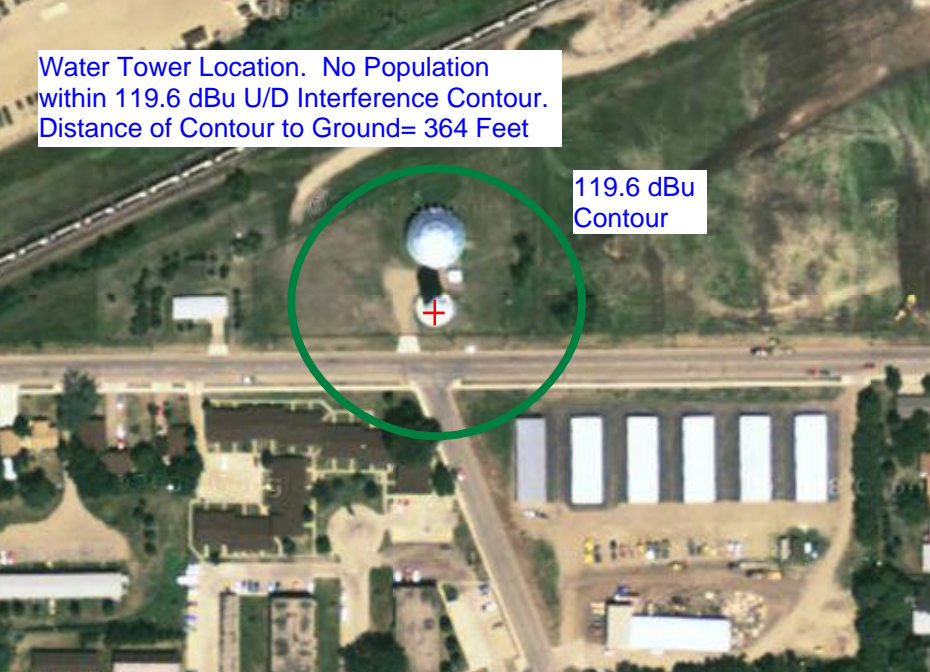 Water Tower Location.  No Population
within 119.6 dBu U/D Interference Contour.
Distance of Contour to Ground= 364 Feet
119.6 dBu
Contour